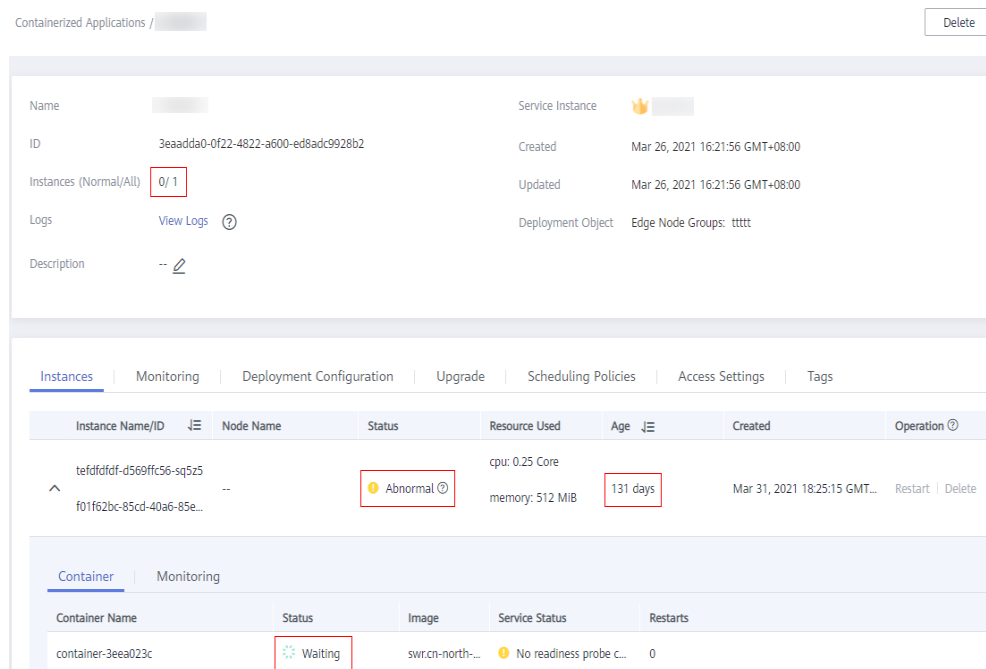 Containerized Applications /
Delete
Name
Service Instance
ID 3eaadda0-0f22-4822-a600-ed8adc9928b2
Created Mar 26, 2021 16:21:56 GMT+08:00
Instances (Normal/All) 0/ 1
Updated Mar 26, 2021 16:21:56 GMT+08:00
Logs View Logs ?
Deployment Object Edge Node Groups: ttttt
Description --
Instances Monitoring Deployment Configuration Upgrade Scheduling Policies Access Settings Tags
Instance Name/ID Node Name Status Resource Used Age Created Operation ?
tefdfdfdf-d569ffc56-sq5z5
f01f62bc-85cd-40a6-85e...
--
! Abnormal ?
cpu: 0.25 Core
memory: 512 MiB
131 days
Mar 31, 2021 18:25:15 GMT...
Restart Delete
Container Monitoring
Container Name Status Image Service Status Restarts
container-3eea023c Waiting swr.cn-north-... ! No readiness probe c... 0